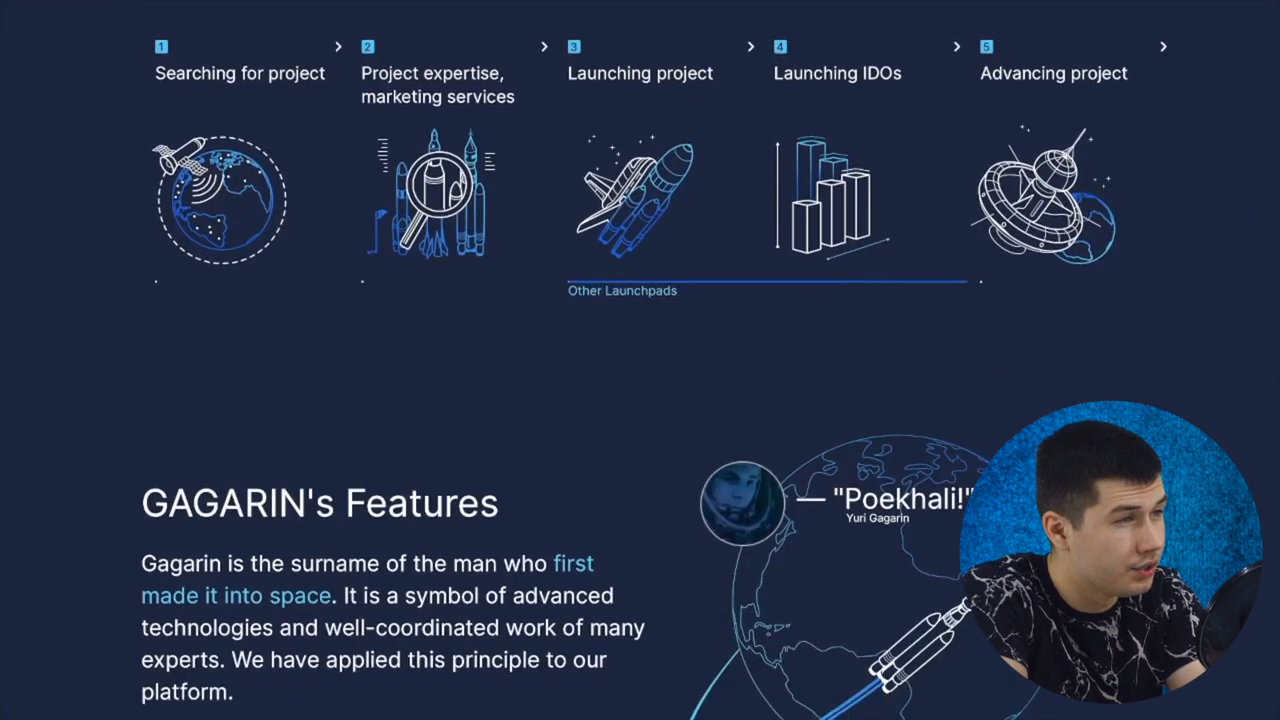 1
Searching for project
2
Project expertise,
marketing services
3
Launching project
4
Launching IDOs
5
Advancing project
Other Launchpads
GAGARIN's Features
Gagarin is the surname of the man who first
made it into space. It is a symbol of advanced
technologies and well-coordinated work of many
experts. We have applied this principle to our
platform.
— "Poekhali!"
Yuri Gagarin